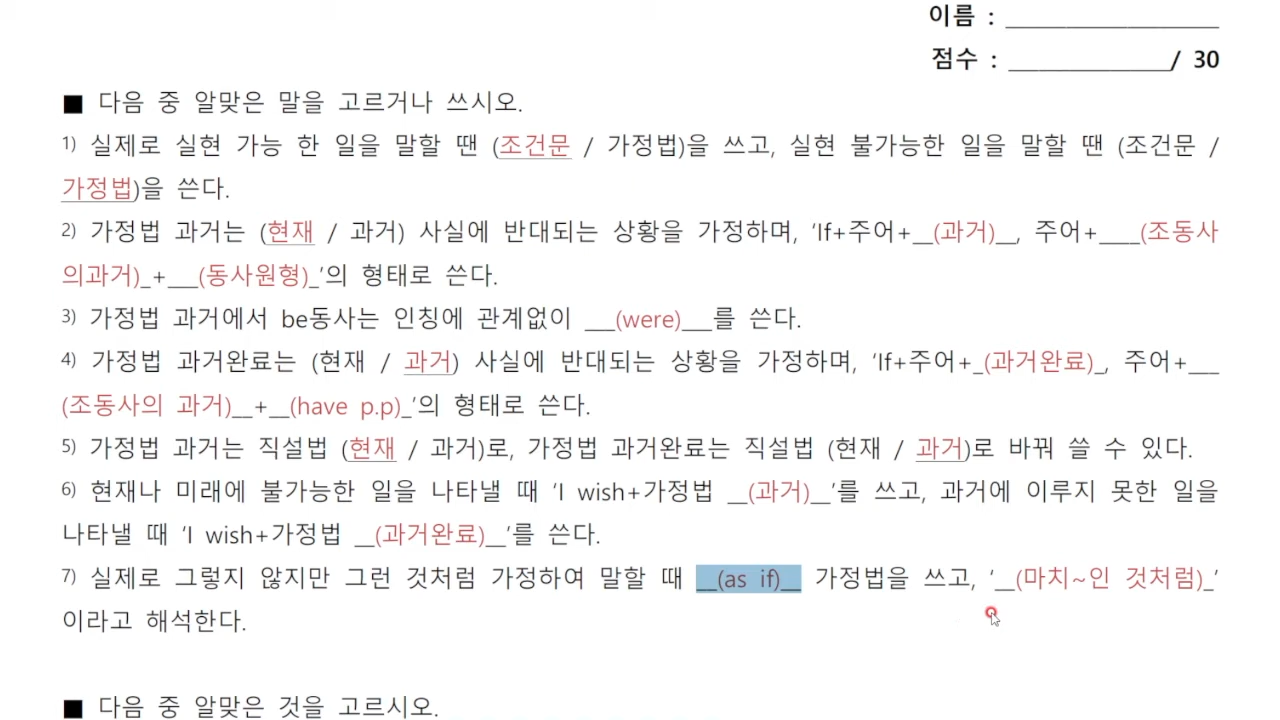 이름 : __________________
점수 : ______________/ 30
■ 다음 중 알맞은 말을 고르거나 쓰시오.
1) 실제로 실현 가능 한 일을 말할 땐 (조건문 / 가정법)을 쓰고, 실현 불가능한 일을 말할 땐 (조건문 /
가정법)을 쓴다.
2) 가정법 과거는 (현재 / 과거) 사실에 반대되는 상황을 가정하며, ‘If+주어+__(과거)__, 주어+____(조동사
의과거)_+___(동사원형)_’의 형태로 쓴다.
3) 가정법 과거에서 be동사는 인칭에 관계없이 ___(were)___를 쓴다.
4) 가정법 과거완료는 (현재 / 과거) 사실에 반대되는 상황을 가정하며, ‘If+주어+_(과거완료)_, 주어+___
(조동사의 과거)__+__(have p.p)_’의 형태로 쓴다.
5) 가정법 과거는 직설법 (현재 / 과거)로, 가정법 과거완료는 직설법 (현재 / 과거)로 바꿔 쓸 수 있다.
6) 현재나 미래에 불가능한 일을 나타낼 때 ‘I wish+가정법 __(과거)__’를 쓰고, 과거에 이루지 못한 일을
나타낼 때 ‘I wish+가정법 __(과거완료)__’를 쓴다.
7) 실제로 그렇지 않지만 그런 것처럼 가정하여 말할 때 __(as if)__ 가정법을 쓰고, ‘__(마치~인 것처럼)_’
이라고 해석한다.
■ 다음 중 알맞은 것을 고르시오.